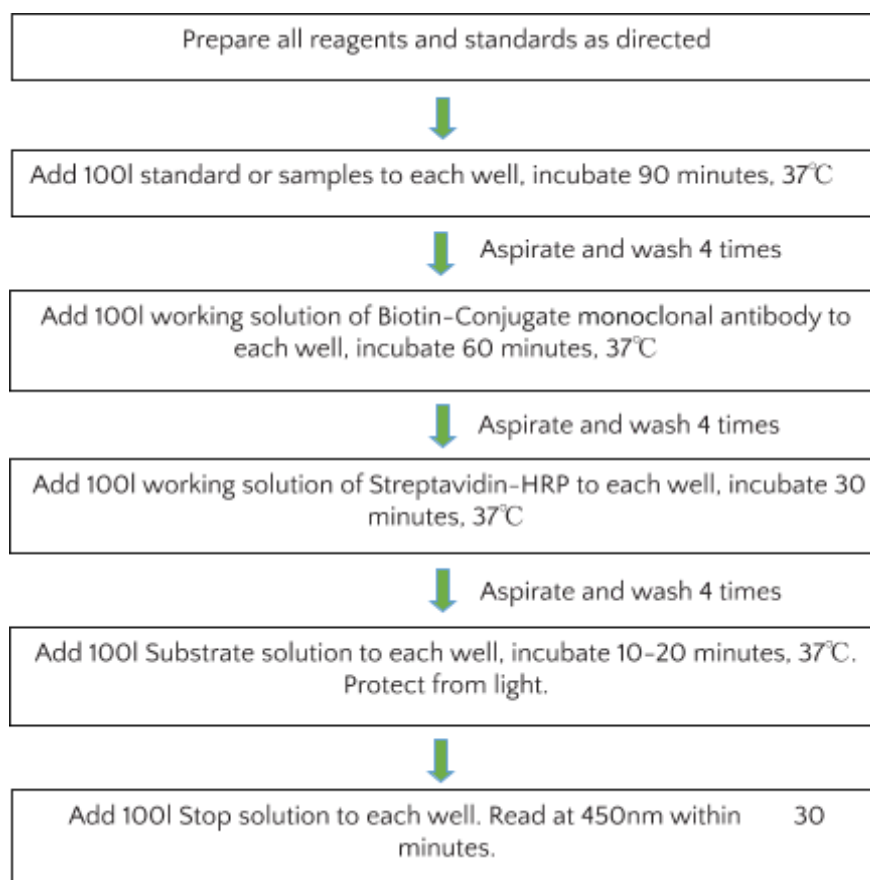 Prepare all reagents and standards as directed
Add 100l standard or samples to each well, incubate 90 minutes, 37℃
Aspirate and wash 4 times
Add 100l working solution of Biotin-Conjugate monoclonal antibody to
each well, incubate 60 minutes, 37℃
Aspirate and wash 4 times
Add 100l working solution of Streptavidin-HRP to each well, incubate 30
minutes, 37℃
Aspirate and wash 4 times
Add 100l Substrate solution to each well, incubate 10-20 minutes, 37℃.
Protect from light.
Add 100l Stop solution to each well. Read at 450nm within 30
minutes.